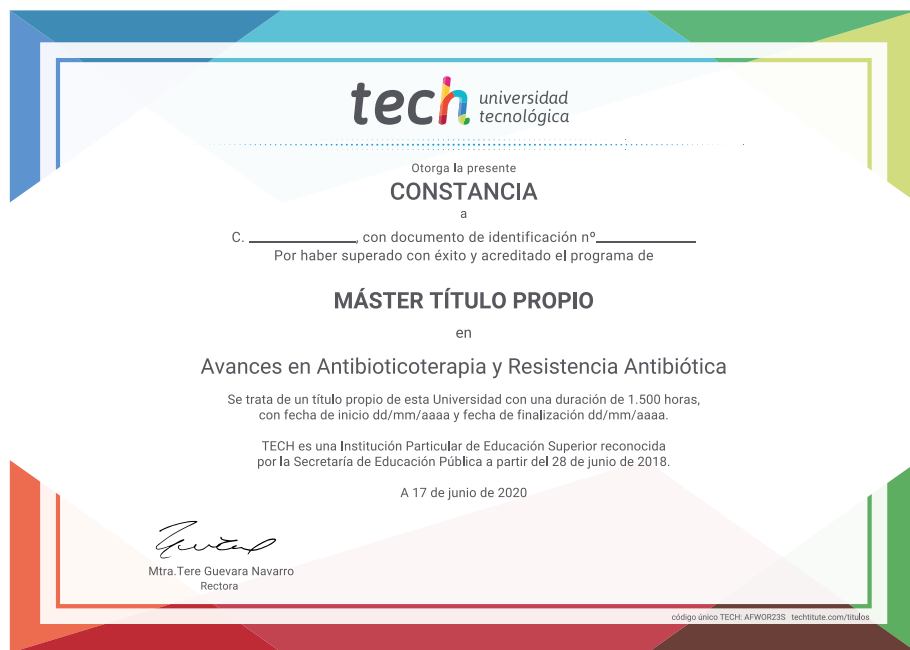 tech universidad
tecnológica
Otorga la presente
CONSTANCIA
a
C. ____________, con documento de identificación nº____________
Por haber superado con éxito y acreditado el programa de
MÁSTER TÍTULO PROPIO
en
Avances en Antibioticoterapia y Resistencia Antibiótica
Se trata de un título propio de esta Universidad con una duración de 1.500 horas,
con fecha de inicio dd/mm/aaaa y fecha de finalización dd/mm/aaaa.
TECH es una Institución Particular de Educación Superior reconocida
por la Secretaría de Educación Pública a partir del 28 de junio de 2018.
A 17 de junio de 2020
Mtra.Tere Guevara Navarro
Rectora
código único TECH: AFWOR23S techtitute.com/titulos